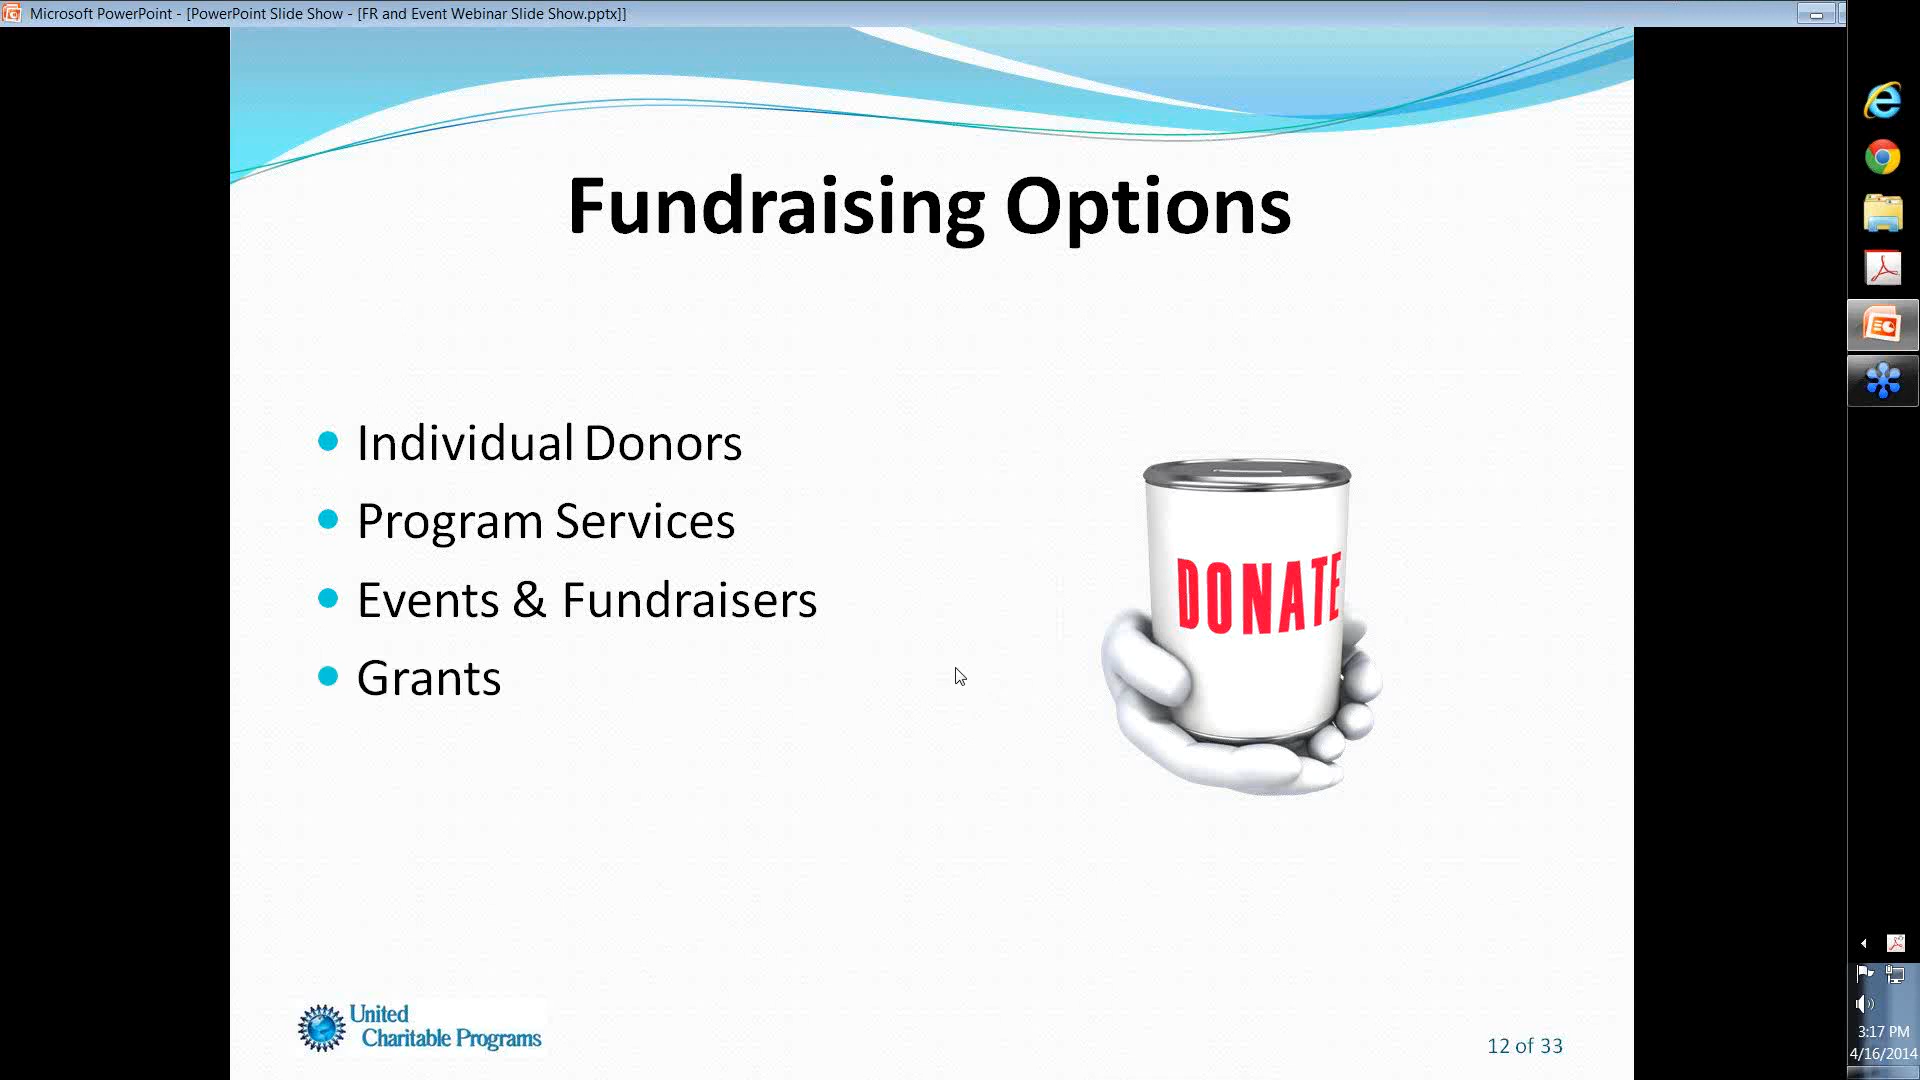 Microsoft PowerPoint - [PowerPoint Slide Show - [FR and Event Webinar Slide Show.pptx]]
Fundraising Options
Individual Donors
Program Services
Events & Fundraisers
Grants
DONATE
United
Charitable Programs
12 of 33
3:17 PM
4/16/2014